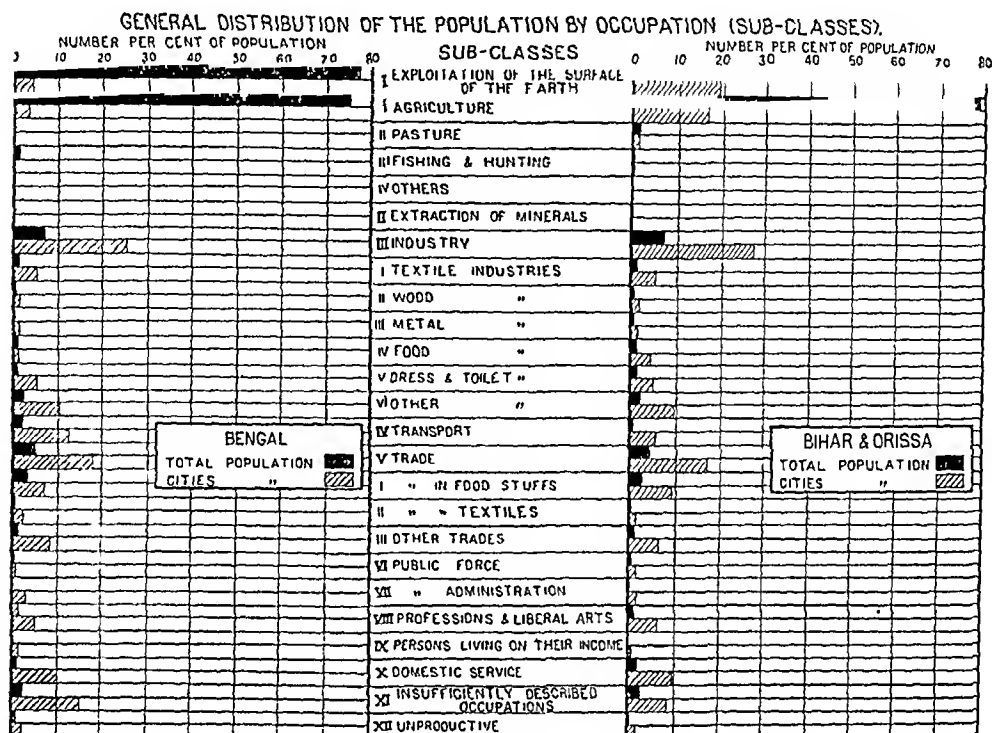 GENERAL DISTRIBUTION OF THE POPULATION BY OCCUPATION (SUB-CLASSES).
NUMBER PER CENT OF POPULATION
0 10 20 30 40 50 60 70 80
SUB-CLASSES
NUMBER PER CENT OF POPULATION
0 10 20 30 40 50 60 70 80
I EXPLOITATION OF THE SURFACE
OF THE EARTH
I AGRICULTURE
II PASTURE
III FISHING & HUNTING
IV OTHERS
II EXTRACTION OF MINERALS
III INDUSTRY
I TEXTILE INDUSTRIES
II WOOD "
III METAL "
IV FOOD "
V DRESS & TOILET "
VI OTHER "
IV TRANSPORT
V TRADE
I " IN FOOD STUFFS
II " " TEXTILES
III OTHER TRADES
VI PUBLIC FORCE
VII " ADMINISTRATION
VIII PROFESSIONS & LIBERAL ARTS
IX PERSONS LIVING ON THEIR INCOME
X DOMESTIC SERVICE
XI INSUFFICIENTLY DESCRIBED
OCCUPATIONS
XII UNPRODUCTIVE
BENGAL
TOTAL POPULATION
CITIES "
BIHAR & ORISSA
TOTAL POPULATION
CITIES "